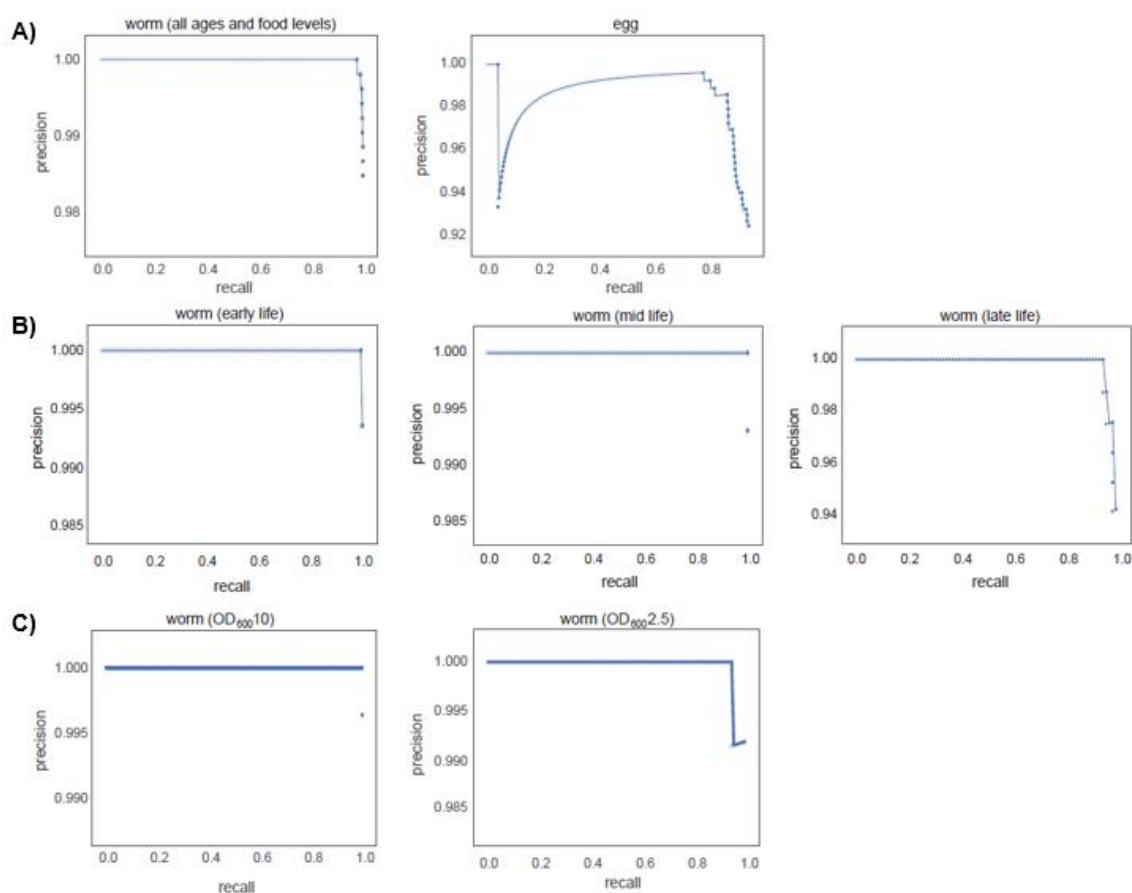 A)
worm (all ages and food levels)
precision
1.00
0.99
0.98
0.0 0.2 0.4 0.6 0.8 1.0
recall
egg
precision
1.00
0.98
0.96
0.94
0.92
0.0 0.2 0.4 0.6 0.8
recall
B)
worm (early life)
precision
1.000
0.995
0.990
0.985
0.0 0.2 0.4 0.6 0.8 1.0
recall
worm (mid life)
precision
1.000
0.995
0.990
0.985
0.0 0.2 0.4 0.6 0.8 1.0
recall
worm (late life)
precision
1.00
0.98
0.96
0.94
0.0 0.2 0.4 0.6 0.8 1.0
recall
C)
worm (OD₆₀₀10)
precision
1.000
0.995
0.990
0.0 0.2 0.4 0.6 0.8 1.0
recall
worm (OD₆₀₀2.5)
precision
1.000
0.995
0.990
0.985
0.0 0.2 0.4 0.6 0.8 1.0
recall